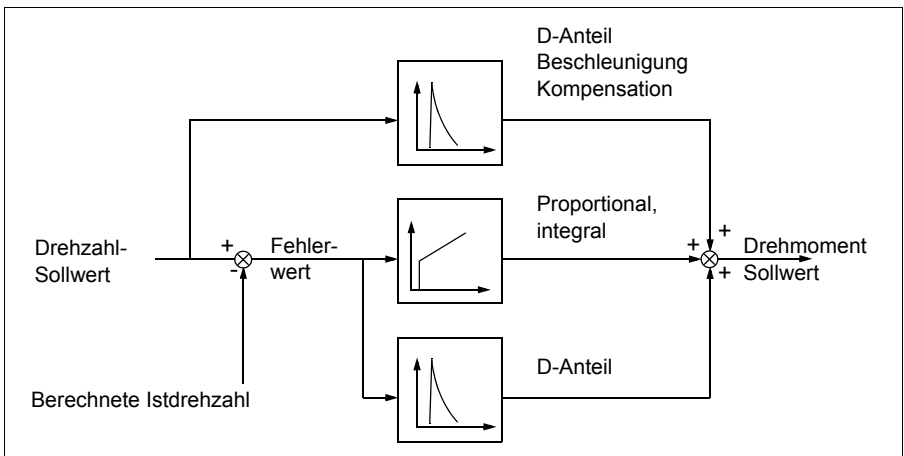 D-Anteil
Beschleunigung
Kompensation
Proportional,
integral
Drehzahl-
Sollwert
+
-
Fehler-
wert
+
+
+
Drehmoment
Sollwert
D-Anteil
Berechnete Istdrehzahl